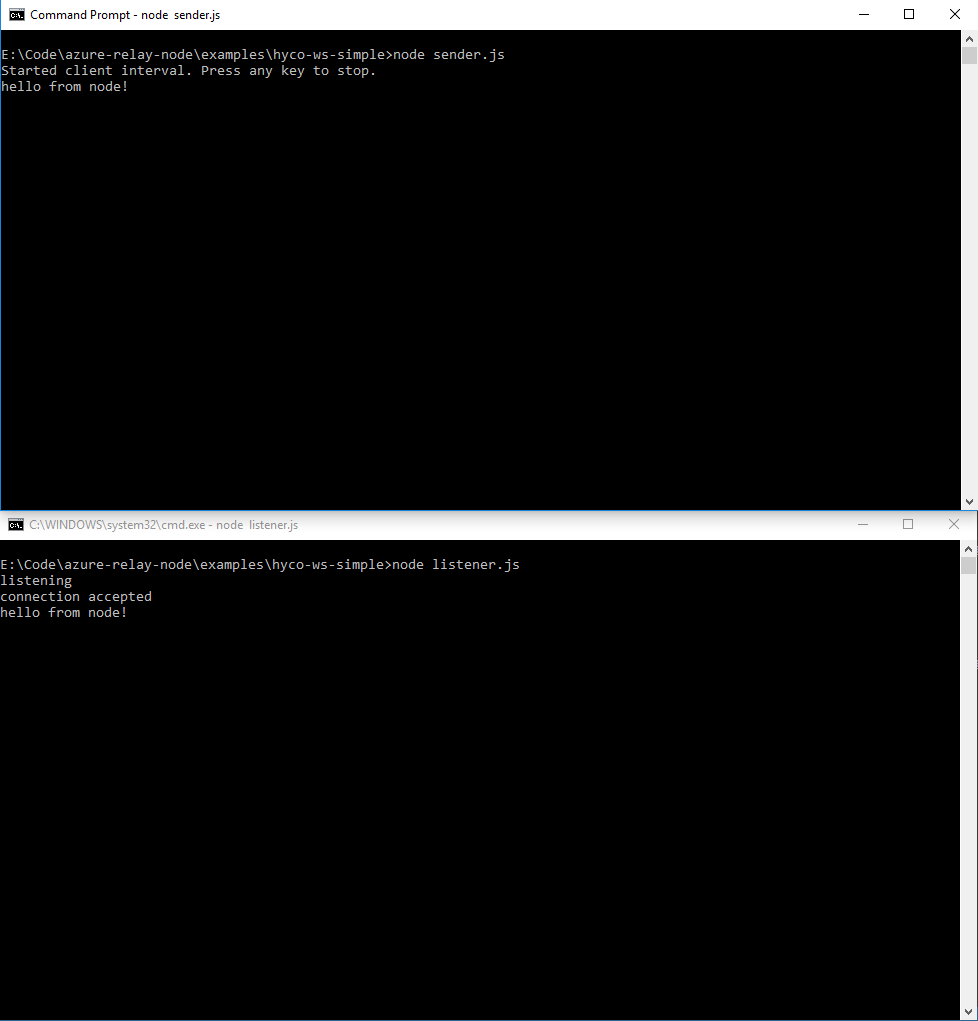 Command Prompt - node  sender.js
E:\Code\azure-relay-node\examples\hyco-ws-simple>node sender.js
Started client interval. Press any key to stop.
hello from node!
C:\WINDOWS\system32\cmd.exe - node  listener.js
E:\Code\azure-relay-node\examples\hyco-ws-simple>node listener.js
listening
connection accepted
hello from node!